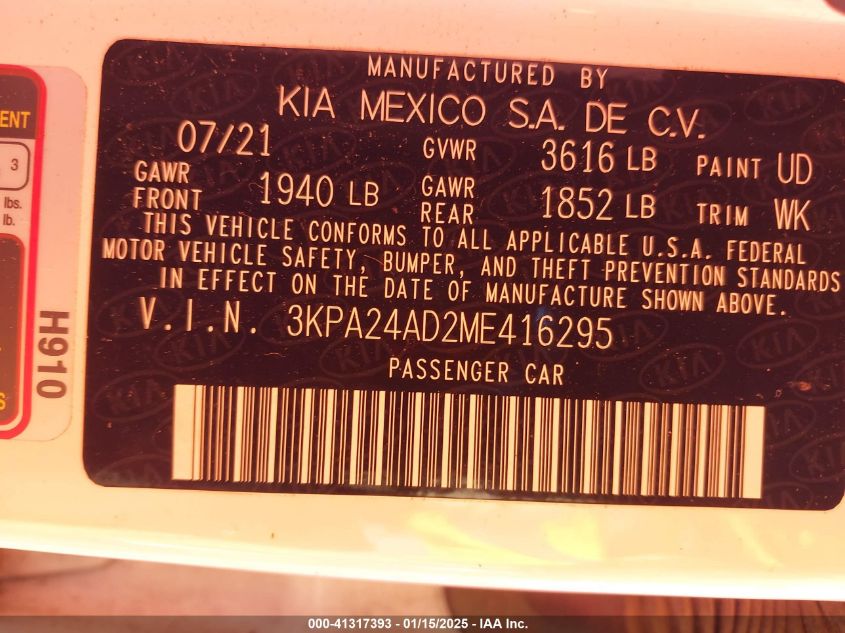 MANUFACTURED BY
KIA MEXICO S.A. DE C.V.
07/21 GVWR 3616 LB PAINT UD
GAWR FRONT 1940 LB GAWR REAR 1852 LB TRIM WK
THIS VEHICLE CONFORMS TO ALL APPLICABLE U.S.A. FEDERAL
MOTOR VEHICLE SAFETY, BUMPER, AND THEFT PREVENTION STANDARDS
IN EFFECT ON THE DATE OF MANUFACTURE SHOWN ABOVE.
V.I.N. 3KPA24AD2ME416295
PASSENGER CAR
3
lbs.
lb.
H910
000-41317393 - 01/15/2025 - IAA Inc.